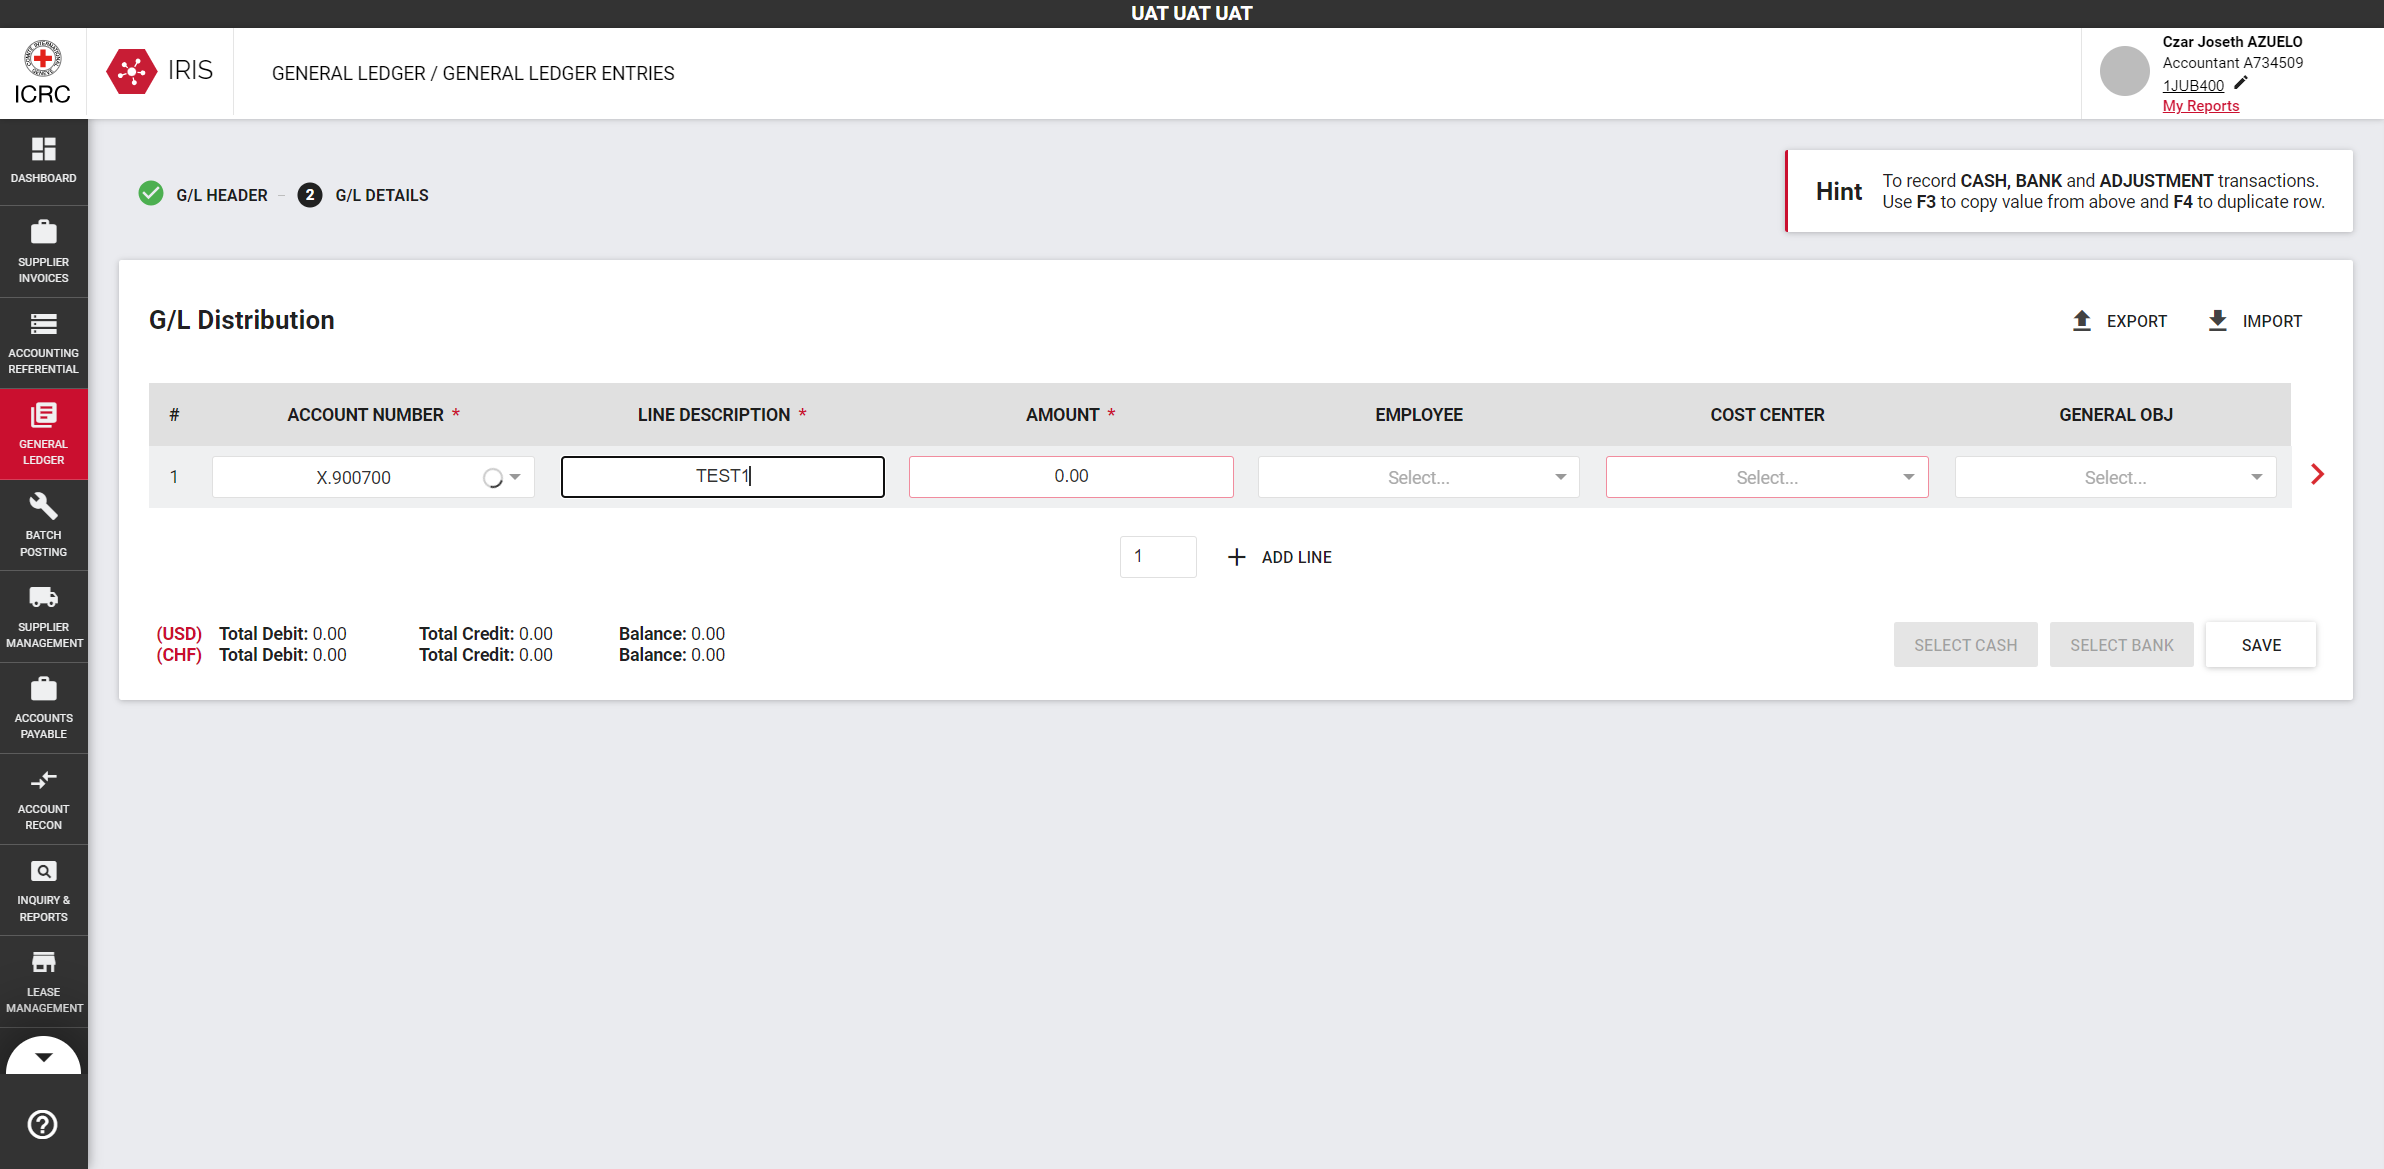 UAT UAT UAT
ICRC
IRIS
GENERAL LEDGER / GENERAL LEDGER ENTRIES
Czar Joseth AZUELO
Accountant A734509
1JUB400
My Reports
DASHBOARD
SUPPLIER
INVOICES
ACCOUNTING
REFERENTIAL
GENERAL
LEDGER
BATCH
POSTING
SUPPLIER
MANAGEMENT
ACCOUNTS
PAYABLE
ACCOUNT
RECON
INQUIRY &
REPORTS
LEASE
MANAGEMENT
G/L HEADER
2 G/L DETAILS
Hint
To record CASH, BANK and ADJUSTMENT transactions.
Use F3 to copy value from above and F4 to duplicate row.
G/L Distribution
EXPORT IMPORT
# ACCOUNT NUMBER * LINE DESCRIPTION * AMOUNT * EMPLOYEE COST CENTER GENERAL OBJ
1 X.900700 TEST1 0.00 Select... Select... Select...
1 ADD LINE
(USD) Total Debit: 0.00 Total Credit: 0.00 Balance: 0.00
(CHF) Total Debit: 0.00 Total Credit: 0.00 Balance: 0.00
SELECT CASH SELECT BANK SAVE